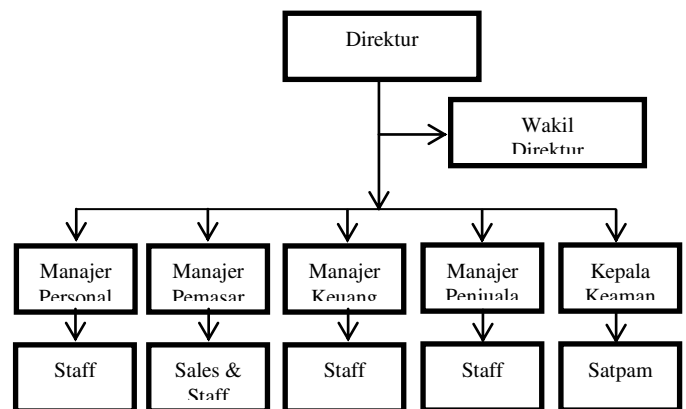 Direktur
Wakil
Direktur
Manajer
Personal
Manajer
Pemasar
Manajer
Keuang
Manajer
Penjuala
Kepala
Keaman
Staff
Sales &
Staff
Staff
Staff
Satpam